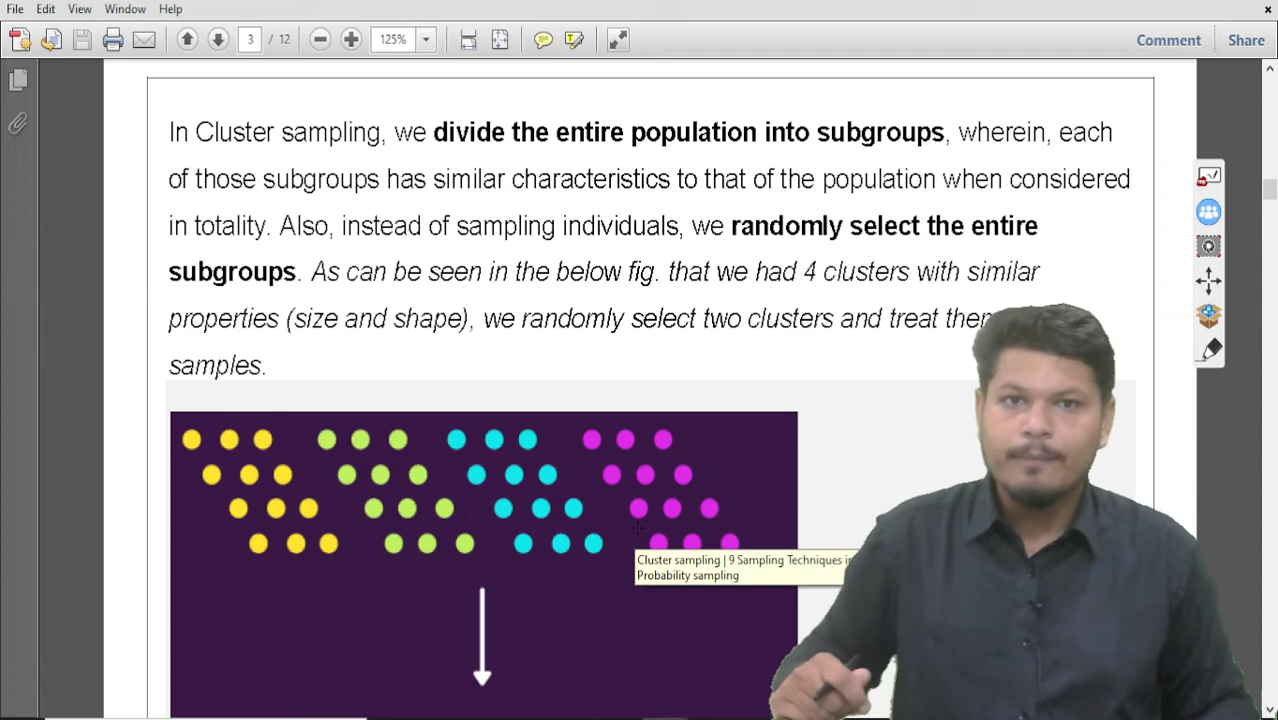 File Edit View Window Help
3 / 12 125% Comment Share
In Cluster sampling, we divide the entire population into subgroups, wherein, each
of those subgroups has similar characteristics to that of the population when considered
in totality. Also, instead of sampling individuals, we randomly select the entire
subgroups. As can be seen in the below fig. that we had 4 clusters with similar
properties (size and shape), we randomly select two clusters and treat
samples.
Cluster sampling | 9 Sampling Techniques
Probability sampling